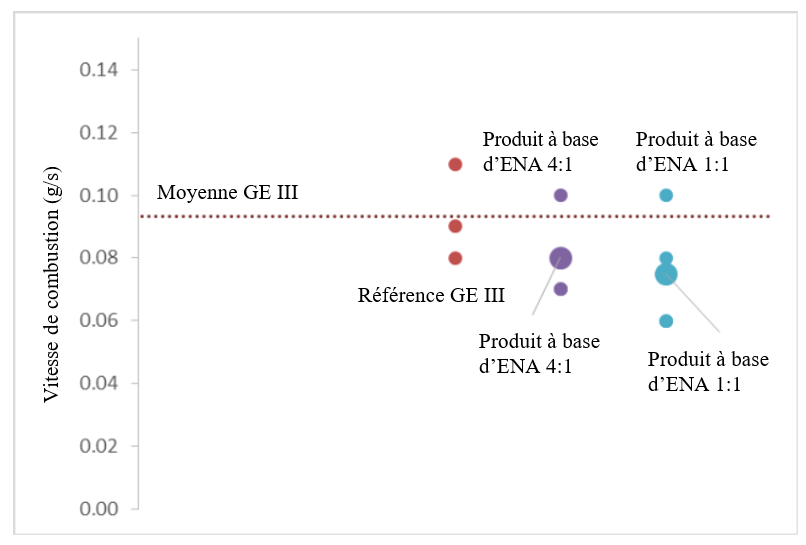 0.14
0.12
0.10
0.08
0.06
0.04
0.02
0.00
Vitesse de combustion (g/s)
Moyenne GE III
Produit à base
d’ENA 4:1
Produit à base
d’ENA 1:1
Référence GE III
Produit à base
d’ENA 4:1
Produit à base
d’ENA 1:1